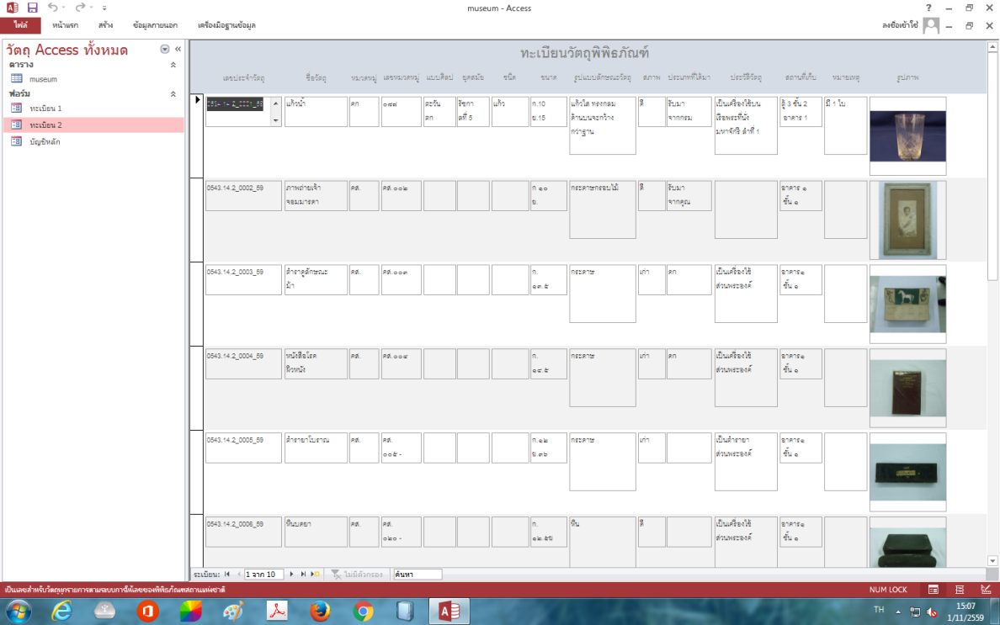 museum - Access
ไฟล์ หน้าแรก สร้าง ข้อมูลภายนอก เครื่องมือฐานข้อมูล ลงชื่อเข้าใช้
วัตถุ Access ทั้งหมด
ตาราง
museum
ฟอร์ม
ทะเบียน 1
ทะเบียน 2
บัญชีหลัก
ทะเบียนวัตถุพิพิธภัณฑ์
เลขประจำวัตถุ ชื่อวัตถุ หมวดหมู่ เลขหมวดหมู่ แบบศิลป ยุคสมัย ชนิด ขนาด รูปแบบลักษณะวัตถุ สภาพ ประเภทที่ได้มา ประวัติวัตถุ สถานที่เก็บ หมายเหตุ รูปภาพ
แก้วน้ำ ตก ๐๔๔ ตะวัน รัชกา แก้ว ก.10 แก้วใส ทรงกลม ดี รับมา เป็นเครื่องใช้บน ตู้ 3 ชั้น 2 มี 1 ใบ
ตก ลที่ 5 ย.15 ด้านบนจะกว้าง จากกรม เรือพระที่นั่ง อาคาร 1
กว่าฐาน มหาจักรี ลำที่ 1
0543.14.2_0002_59 ภาพถ่ายเจ้า คศ. คศ.๐๐๒ ก ๑๐ กระดาษกรอบไม้ ดี รับมา อาคาร ๑
จอมมารดา ย. จากคุณ ชั้น ๑
0543.14.2_0003_59 ตำราดูลักษณะ คศ. คศ.๐๐๓ ก. กระดาษ เก่า ตก เป็นเครื่องใช้ อาคาร๑
ม้า ๑๓.๕ ส่วนพระองค์ ชั้น ๑
0543.14.2_0004_59 หนังสือโรค คศ. คศ.๐๐๔ ก. กระดาษ เก่า ตก เป็นเครื่องใช้ อาคาร๑
ผิวหนัง ๑๔.๕ ส่วนพระองค์ ชั้น ๑
0543.14.2_0005_59 ตำรายาโบราณ คศ. คศ. ก.๑๒ กระดาษ เก่า เป็นตำรายา อาคาร๑
๐๐๕ - ย.๓๖ ส่วนพระองค์ ชั้น ๑
0543.14.2_0006_59 หินบดยา คศ. คศ. ก. หิน ดี เป็นเครื่องใช้ อาคาร๑
๐๒๐ - ๑๒.๕ย ส่วนพระองค์ ชั้น ๑
ระเบียน: 1 จาก 10 ไม่มีตัวกรอง ค้นหา
เป็นเลขสำหรับวัตถุทุกรายการตามระบบการให้เลขของพิพิธภัณฑสถานแห่งชาติ NUM LOCK
TH 15:07
1/11/2559